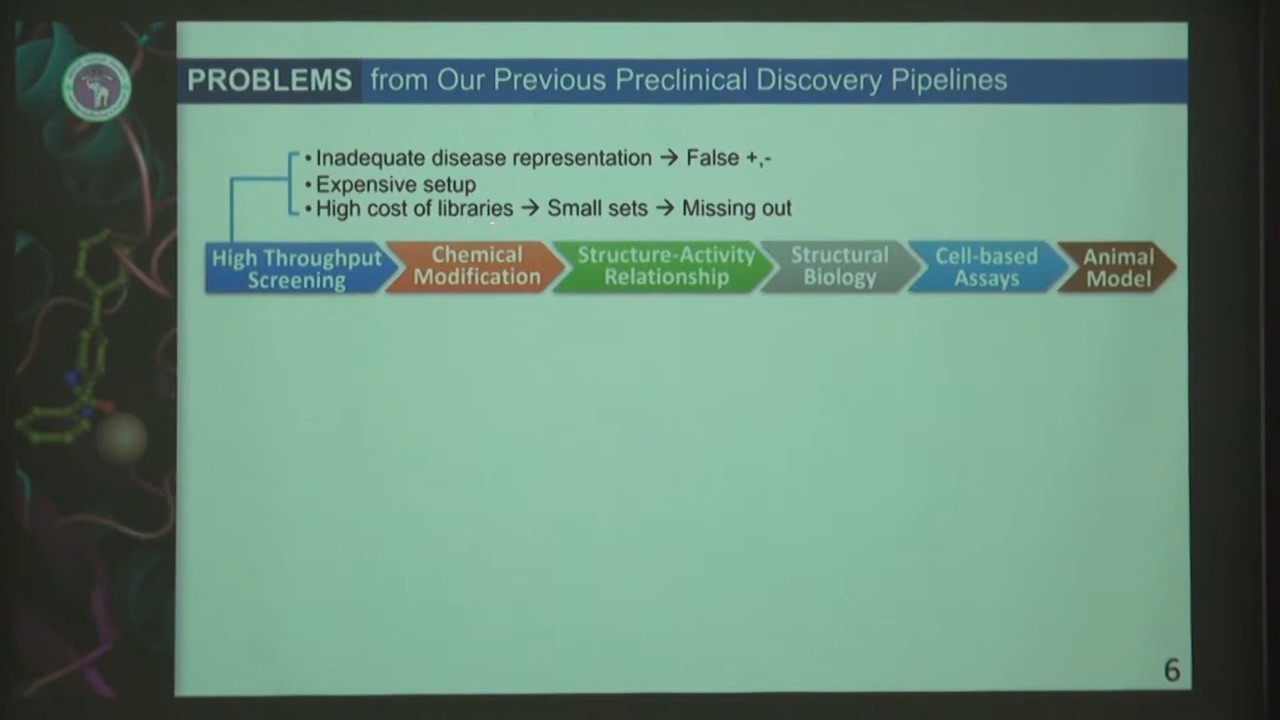 PROBLEMS from Our Previous Preclinical Discovery Pipelines
• Inadequate disease representation → False +,-
• Expensive setup
• High cost of libraries → Small sets → Missing out
High Throughput
Screening
Chemical
Modification
Structure-Activity
Relationship
Structural
Biology
Cell-based
Assays
Animal
Model
6